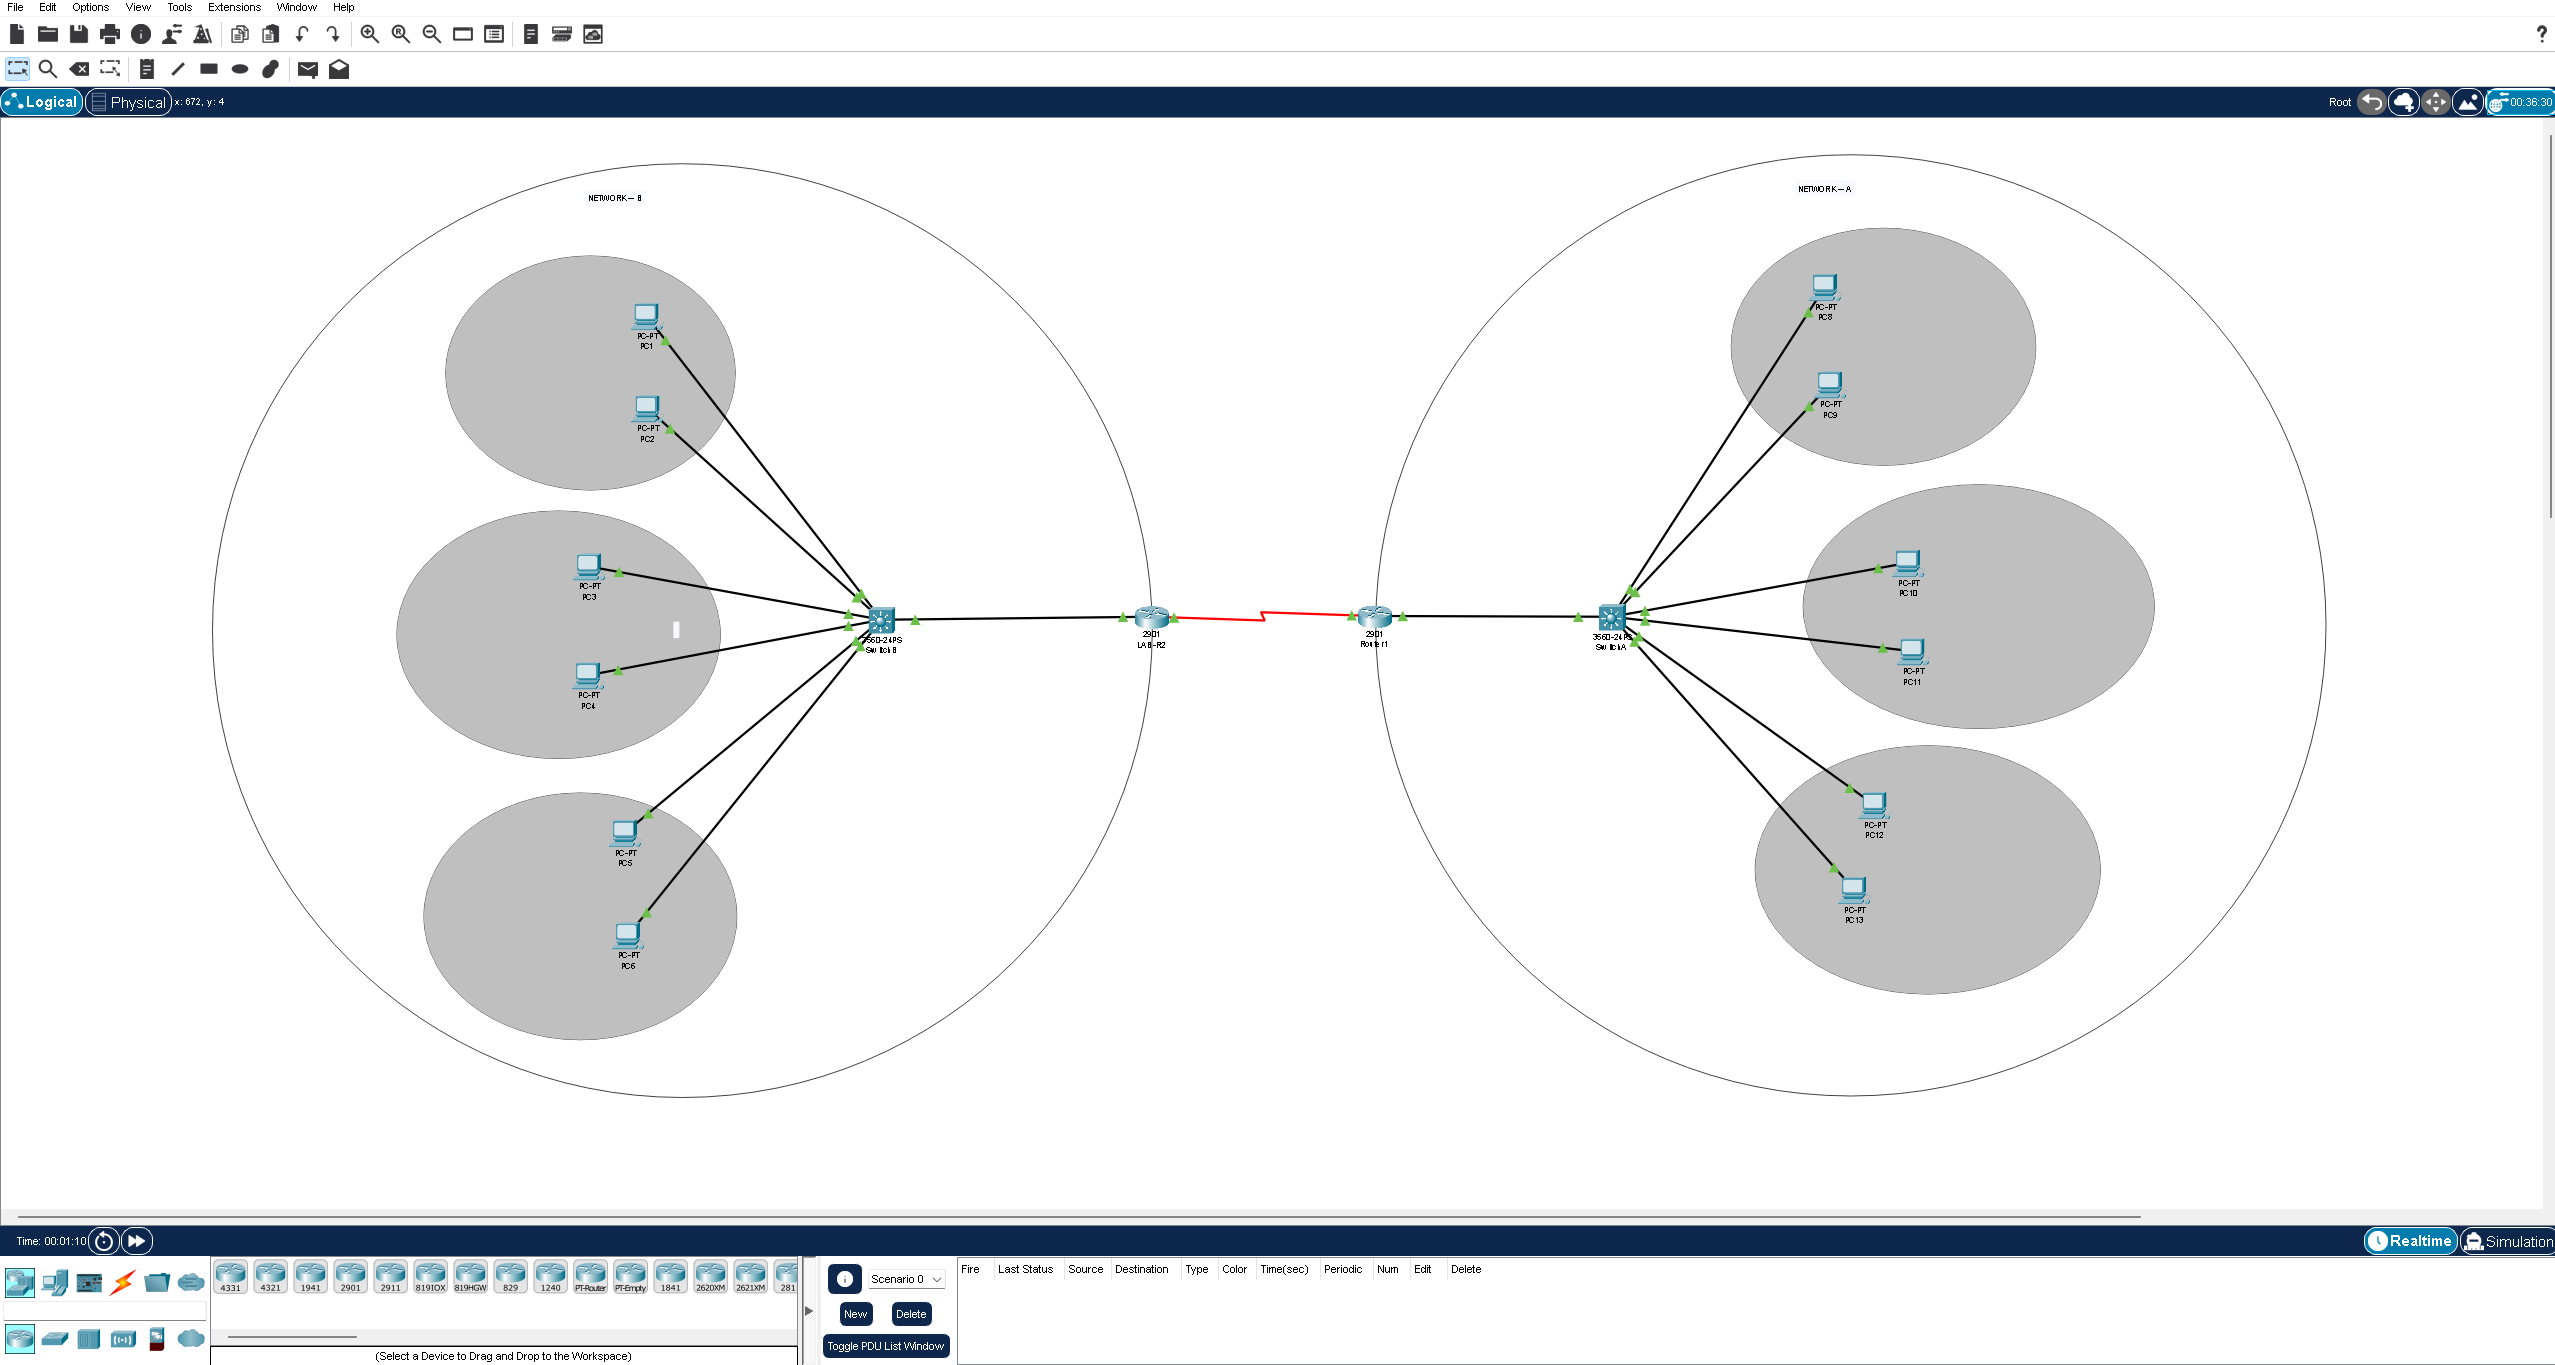 File Edit Options View Tools Extensions Window Help
?
Logical Physical x: 672, y: 4 Root 00:36:30
NETWORK-- B
NETWORK-- A
PC-PT
PC1
PC-PT
PC2
PC-PT
PC3
PC-PT
PC4
PC-PT
PC5
PC-PT
PC6
3560-24PS
SwitchB
2901
LAB-R2
2901
Router1
3560-24PS
SwitchA
PC-PT
PC8
PC-PT
PC9
PC-PT
PC10
PC-PT
PC11
PC-PT
PC12
PC-PT
PC13
Time: 00:01:10 Realtime Simulation
4331 4321 1941 2901 2911 819IOX 819HGW 829 1240 PT-Router PT-Empty 1841 2620XM 2621XM 281
(Select a Device to Drag and Drop to the Workspace)
Scenario 0
New Delete
Toggle PDU List Window
Fire Last Status Source Destination Type Color Time(sec) Periodic Num Edit Delete